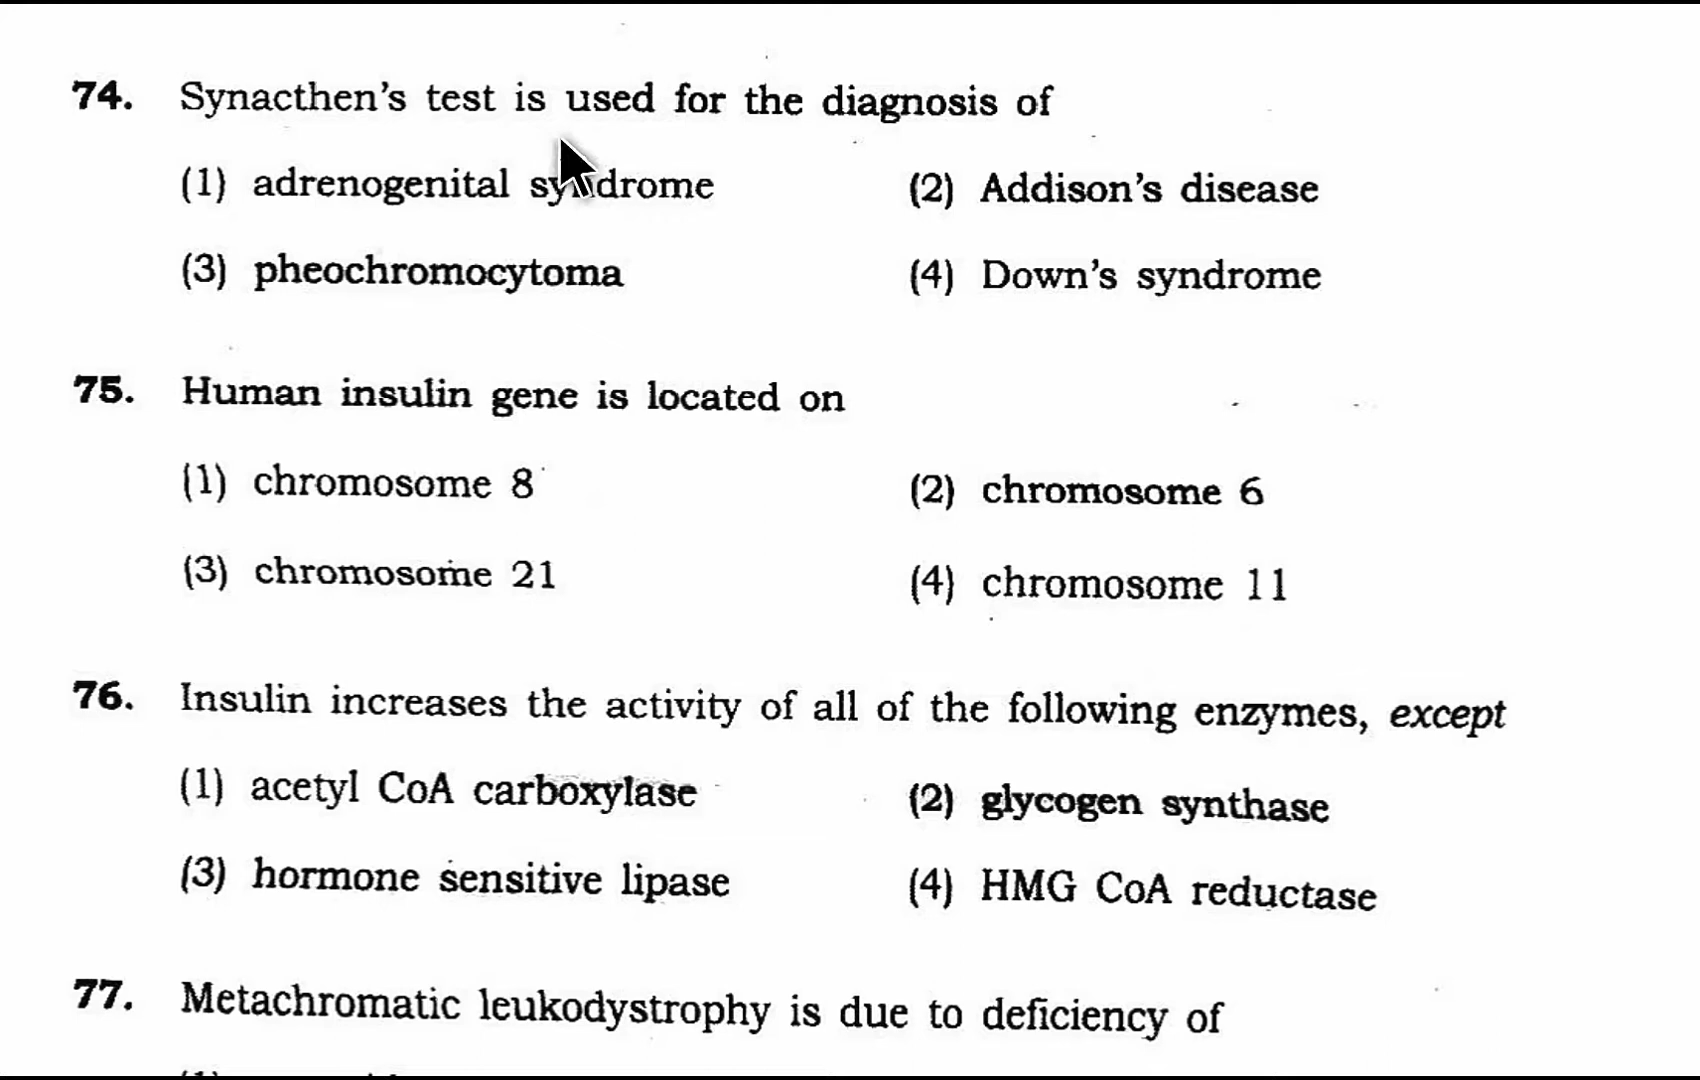 74. Synacthen's test is used for the diagnosis of
(1) adrenogenital syndrome (2) Addison's disease
(3) pheochromocytoma (4) Down's syndrome
75. Human insulin gene is located on
(1) chromosome 8 (2) chromosome 6
(3) chromosome 21 (4) chromosome 11
76. Insulin increases the activity of all of the following enzymes, except
(1) acetyl CoA carboxylase (2) glycogen synthase
(3) hormone sensitive lipase (4) HMG CoA reductase
77. Metachromatic leukodystrophy is due to deficiency of